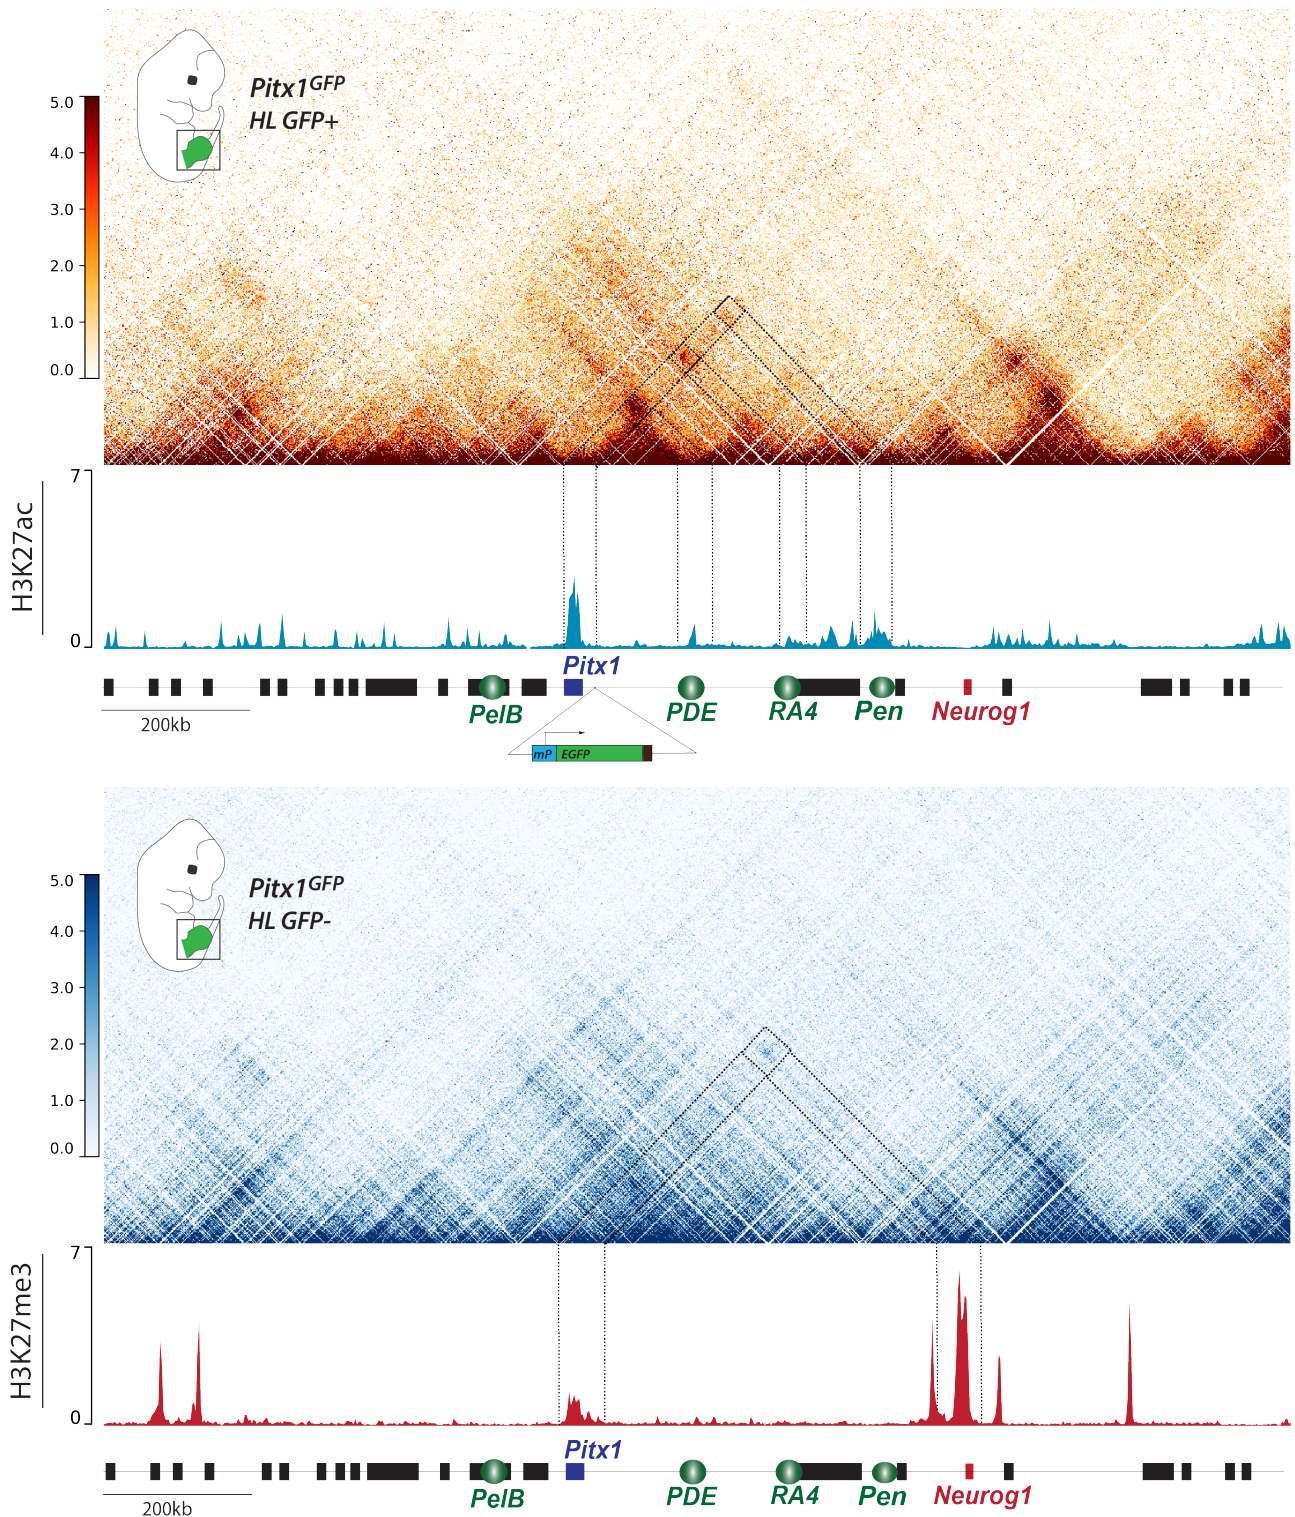 Pitx1GFP
HL GFP+
5.0
4.0
3.0
2.0
1.0
0.0
H3K27ac
7
0
Pitx1
PelB
PDE
RA4
Pen
Neurog1
200kb
mP
EGFP
Pitx1GFP
HL GFP-
5.0
4.0
3.0
2.0
1.0
0.0
H3K27me3
7
0
Pitx1
PelB
PDE
RA4
Pen
Neurog1
200kb